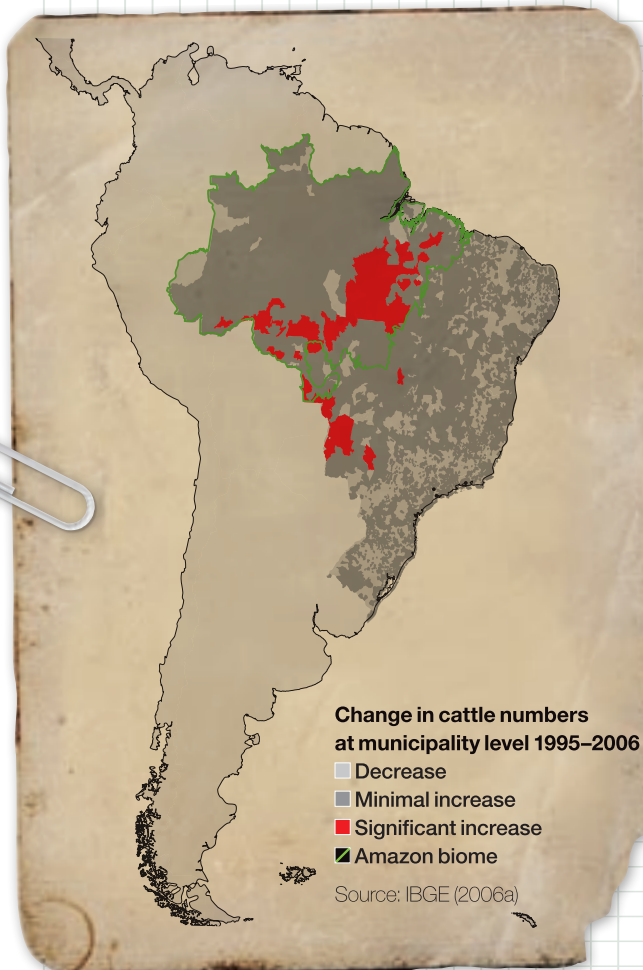 Change in cattle numbers
at municipality level 1995–2006
Decrease
Minimal increase
Significant increase
Amazon biome
Source: IBGE (2006a)